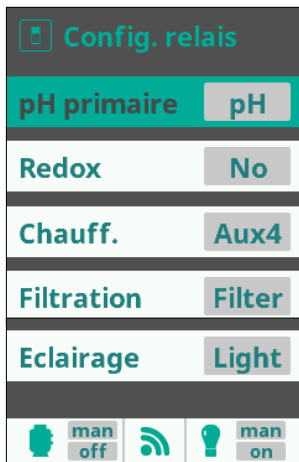 Config. relais
pH primaire pH
Redox No
Chauff. Aux4
Filtration Filter
Eclairage Light
man man
off on